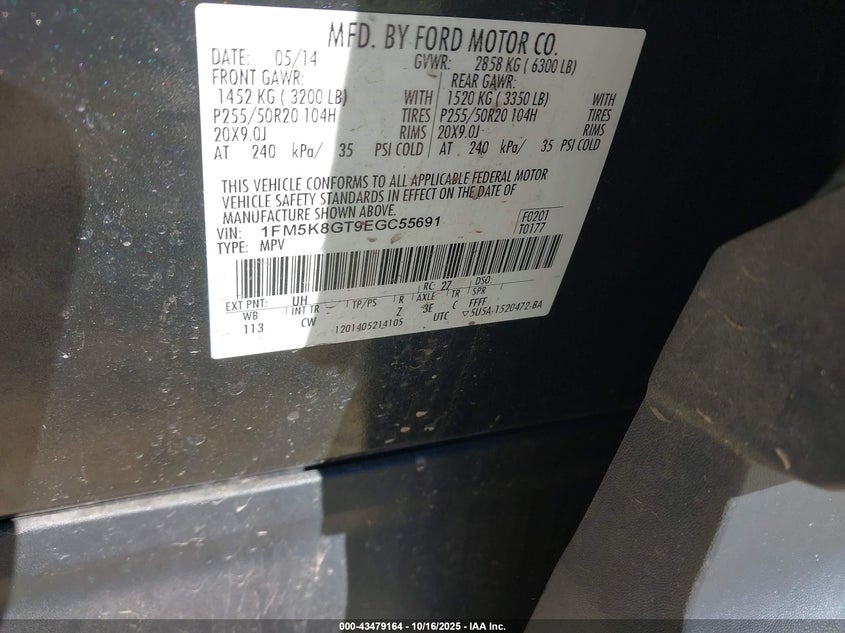 MFD. BY FORD MOTOR CO.
DATE: 05/14 GVWR: 2858 KG ( 6300 LB)
FRONT GAWR: REAR GAWR:
1452 KG ( 3200 LB) WITH 1520 KG ( 3350 LB) WITH
P255/50R20 104H TIRES P255/50R20 104H TIRES
20X9.0J RIMS 20X9.0J RIMS
AT 240 kPa/ 35 PSI COLD AT 240 kPa/ 35 PSI COLD
THIS VEHICLE CONFORMS TO ALL APPLICABLE FEDERAL MOTOR
VEHICLE SAFETY STANDARDS IN EFFECT ON THE DATE OF
MANUFACTURE SHOWN ABOVE.
VIN: 1FM5K8GT9EGC55691 F0201
TYPE: MPV T0177
EXT PNT: UH RC: 27 DSO:
WB INT TR TP/PS R AXLE TR SPR
113 CW Z 3E C FFFF
1201405214105 UTC ▽5U5A-1520472-BA
000-43479164 - 10/16/2025 - IAA Inc.